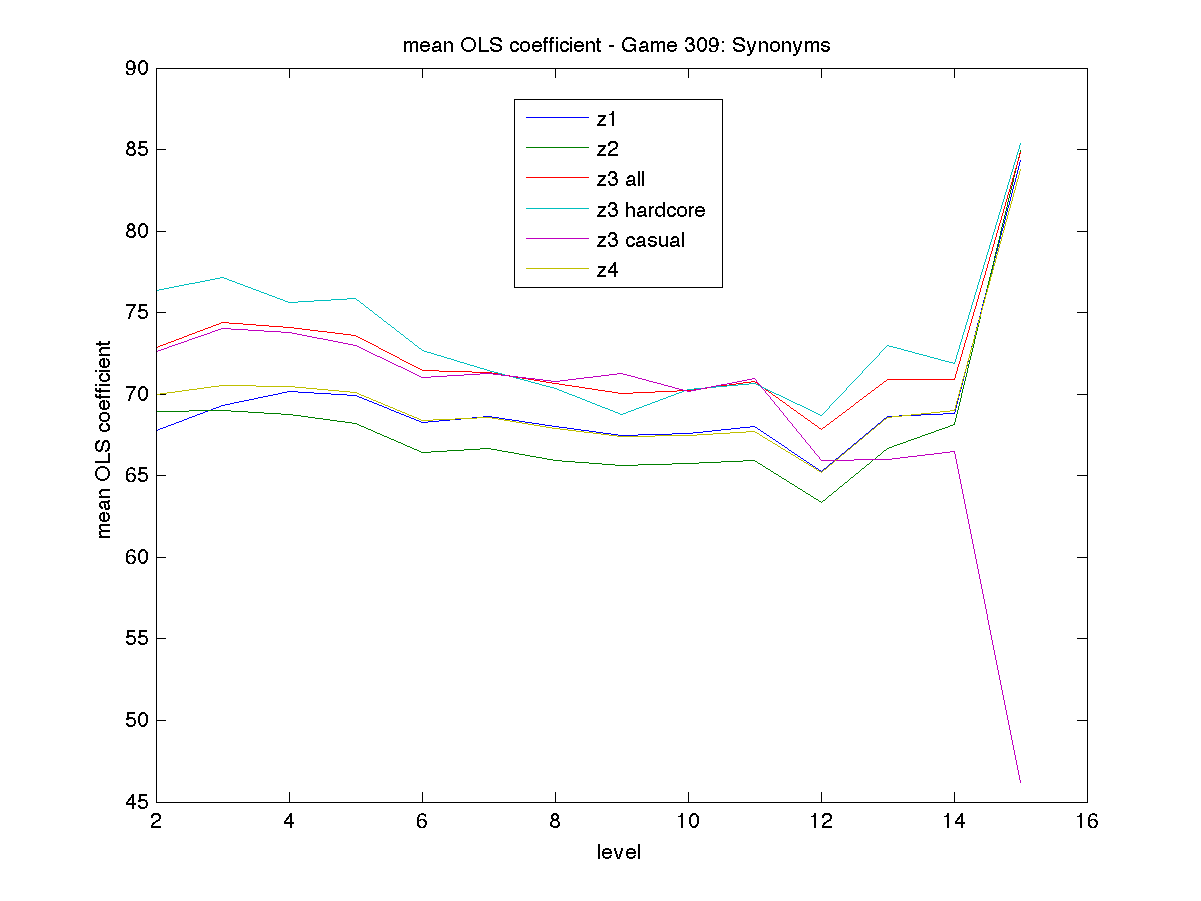 mean OLS coefficient - Game 309: Synonyms
90
85
80
75
70
65
60
55
50
45
mean OLS coefficient
z1
z2
z3 all
z3 hardcore
z3 casual
z4
2 4 6 8 10 12 14 16
level